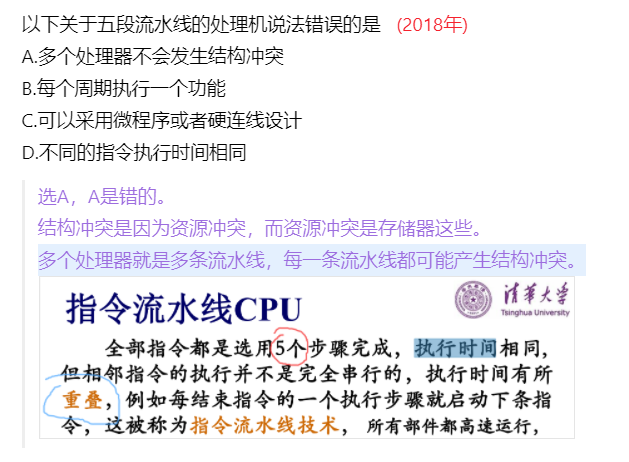 以下关于五段流水线的处理机说法错误的是 (2018年)
A.多个处理器不会发生结构冲突
B.每个周期执行一个功能
C.可以采用微程序或者硬连线设计
D.不同的指令执行时间相同
选A，A是错的。
结构冲突是因为资源冲突，而资源冲突是存储器这些。
多个处理器就是多条流水线，每一条流水线都可能产生结构冲突。
指令流水线CPU
清华大学
Tsinghua University
全部指令都是选用5个步骤完成，执行时间相同，
但相邻指令的执行并不是完全串行的，执行时间有所
重叠，例如每结束指令的一个执行步骤就启动下条指
令，这被称为指令流水线技术，所有部件都高速运行，